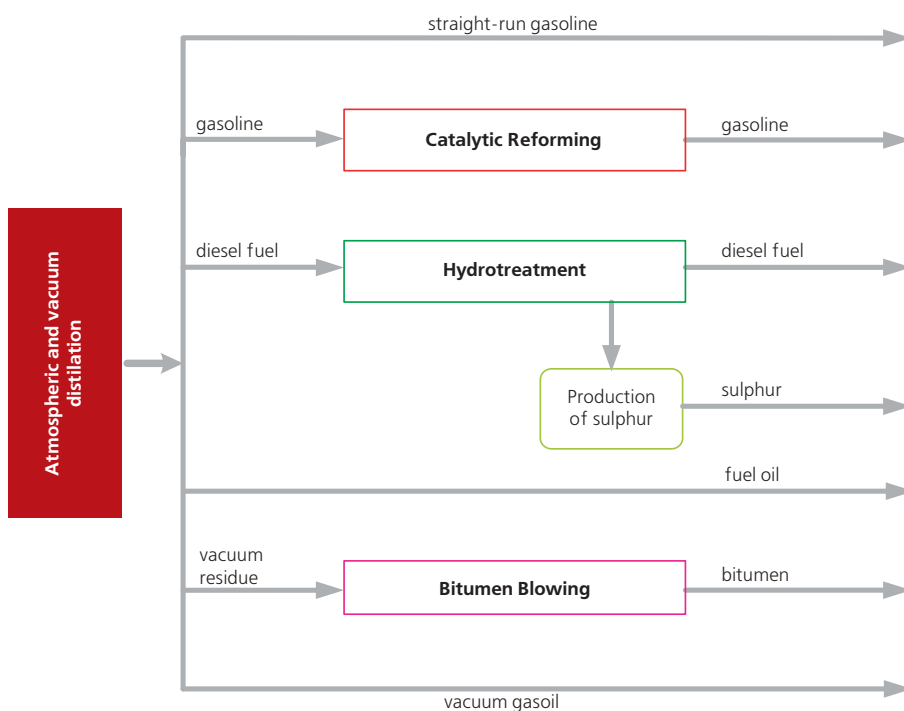 straight-run gasoline
gasoline
Catalytic Reforming
gasoline
diesel fuel
Hydrotreatment
diesel fuel
Atmospheric and vacuum
distilation
Production
of sulphur
sulphur
fuel oil
vacuum
residue
Bitumen Blowing
bitumen
vacuum gasoil